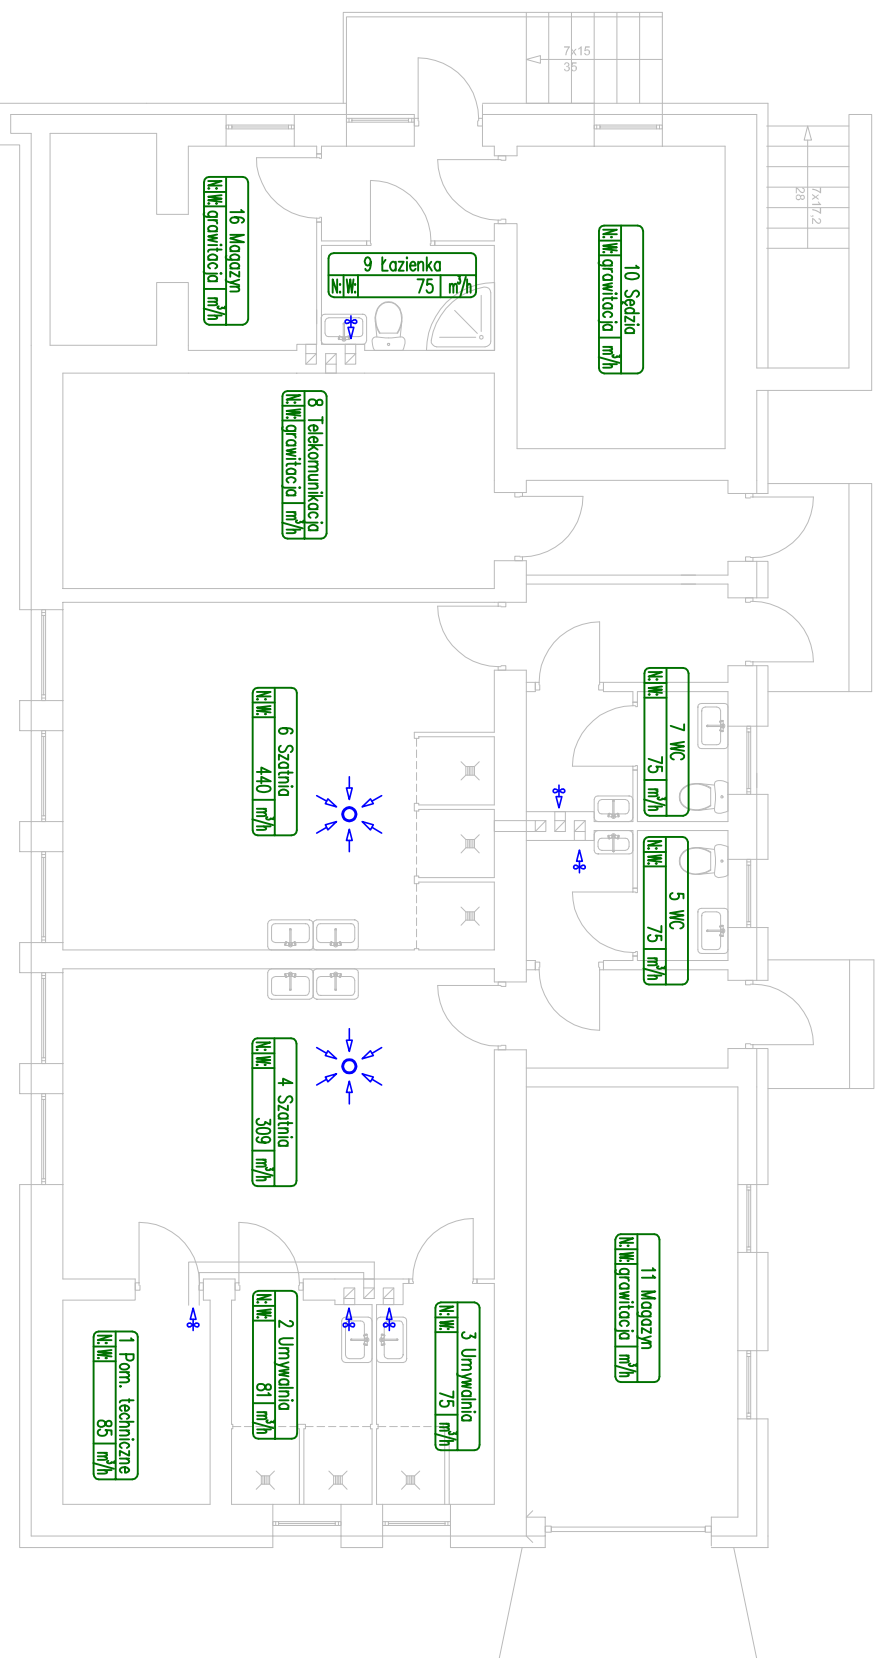 7x15
35
7x17,2
28
16 Magazyn
N: W: grawitacja m³/h
9 Łazienka
N: W: 75 m³/h
10 Sędzia
N: W: grawitacja m³/h
8 Telekomunikacja
N: W: grawitacja m³/h
7 WC
N: W: 75 m³/h
6 Szatnia
N: W: 440 m³/h
5 WC
N: W: 75 m³/h
4 Szatnia
N: W: 309 m³/h
11 Magazyn
N: W: grawitacja m³/h
2 Umywalnia
N: W: 81 m³/h
3 Umywalnia
N: W: 75 m³/h
1 Pom. techniczne
N: W: 85 m³/h